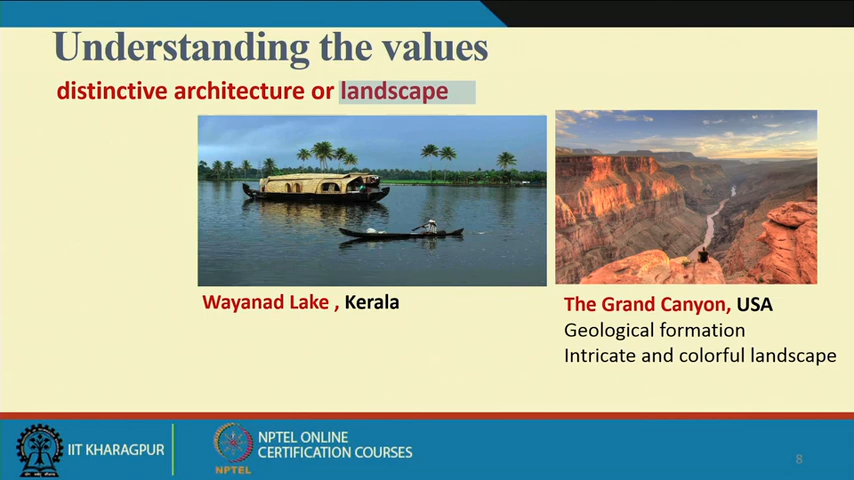 Understanding the values
distinctive architecture or landscape
Wayanad Lake , Kerala
The Grand Canyon, USA
Geological formation
Intricate and colorful landscape
IIT KHARAGPUR
NPTEL
NPTEL ONLINE
CERTIFICATION COURSES
8